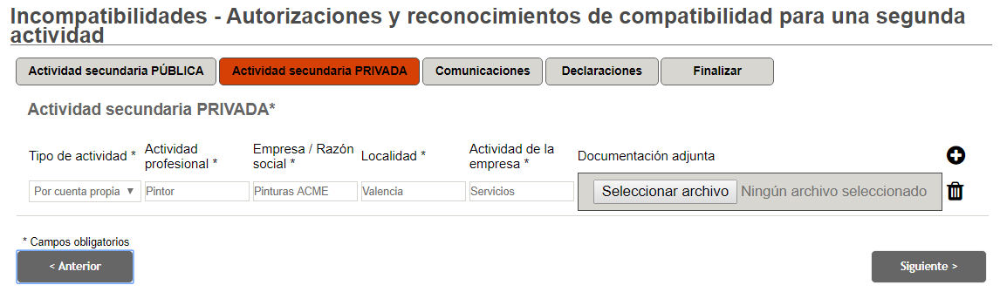 Incompatibilidades - Autorizaciones y reconocimientos de compatibilidad para una segunda
actividad
Actividad secundaria PÚBLICA
Actividad secundaria PRIVADA
Comunicaciones
Declaraciones
Finalizar
Actividad secundaria PRIVADA*
Tipo de actividad *
Actividad
profesional *
Empresa / Razón
social *
Localidad *
Actividad de la
empresa *
Documentación adjunta
Por cuenta propia
Pintor
Pinturas ACME
Valencia
Servicios
Seleccionar archivo
Ningún archivo seleccionado
* Campos obligatorios
< Anterior
Siguiente >